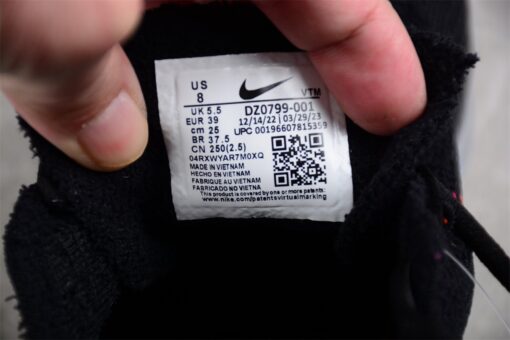 US
8
VTM
UK 5.5
DZ0799-001
EUR 39
12/14/22 03/29/23
cm 25
UPC 00196607815359
BR 37.5
CN 250(2.5)
04RXWYAR7M0XQ
MADE IN VIETNAM
HECHO EN VIETNAM
FABRIQUE AU VIETNAM
FABRICADO NO VIETNAM
This product is covered by one or more patents:
www.nike.com/patentsvirtualmarking